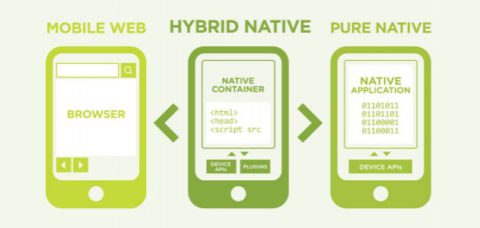 MOBILE WEB
HYBRID NATIVE
PURE NATIVE
BROWSER
NATIVE
CONTAINER
<html>
<head>
<script src
DEVICE
APIs
PLUGINS
NATIVE
APPLICATION
01101011
01101101
01100001
01100011
DEVICE APIs